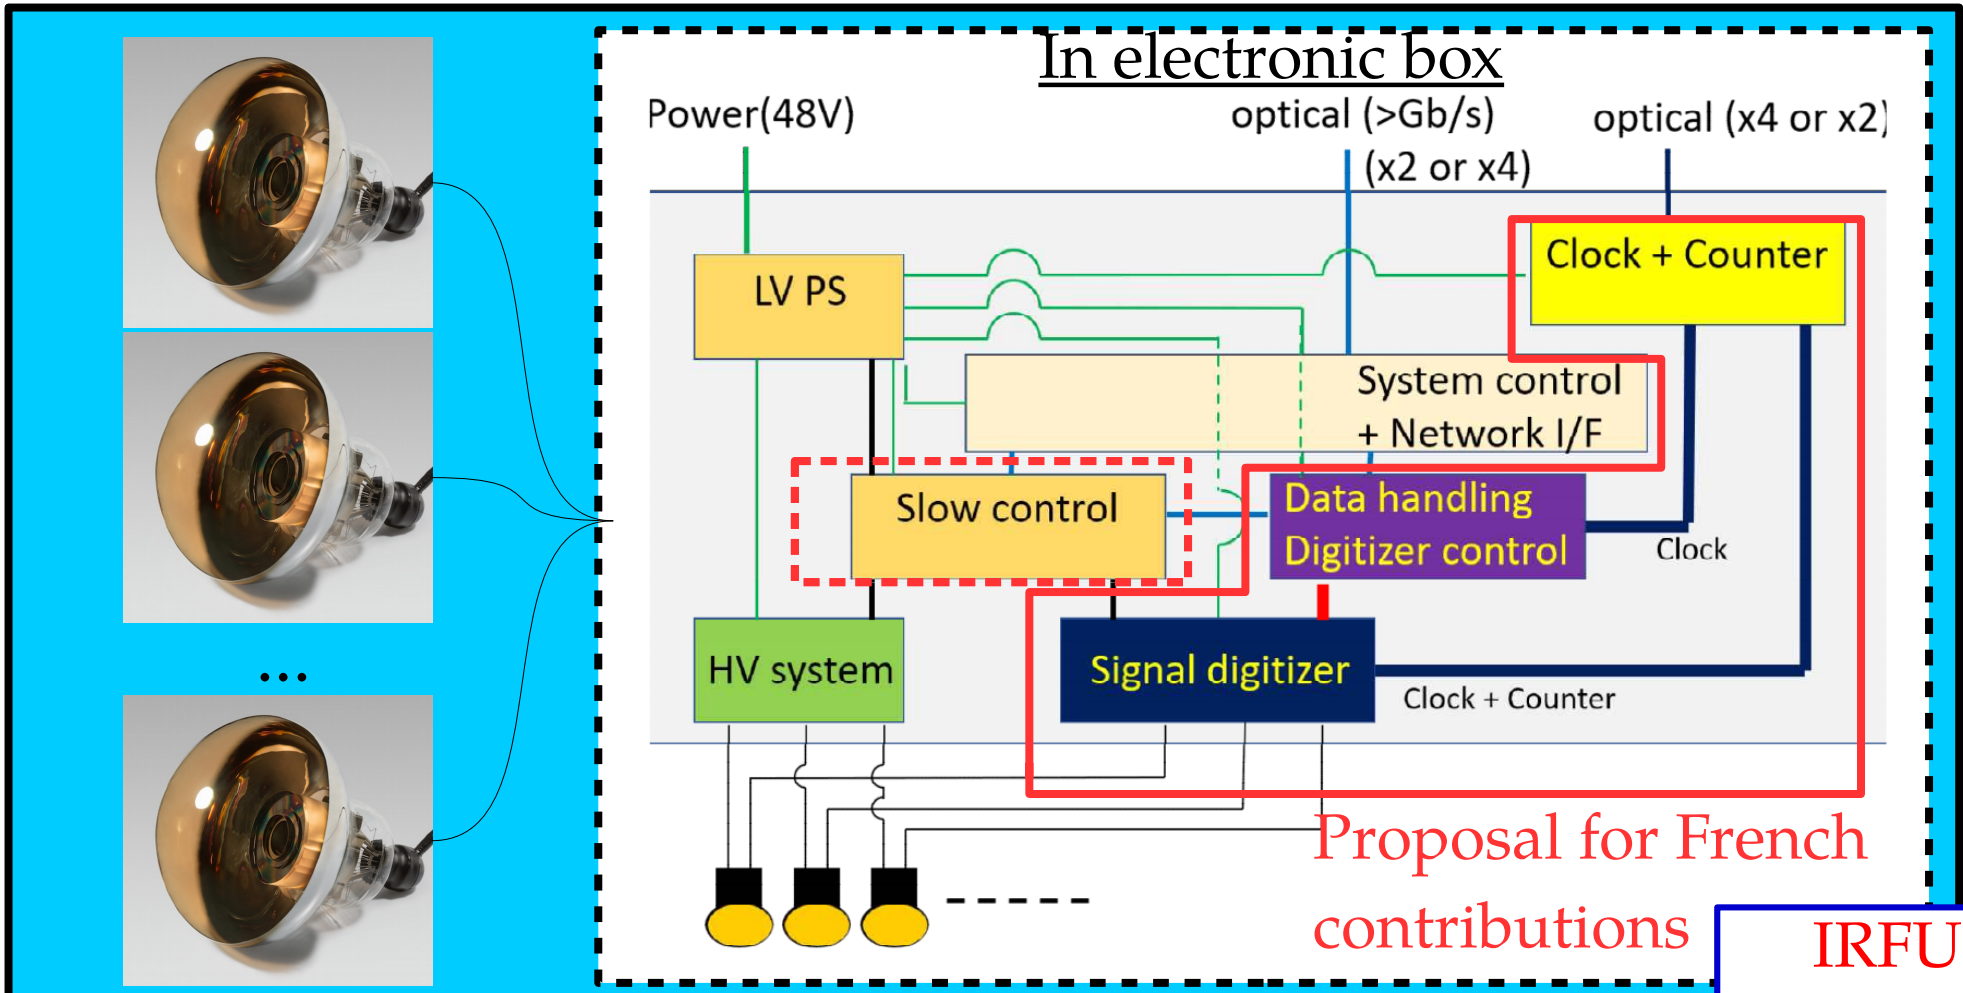 In electronic box
Power(48V)
optical (>Gb/s)
(x2 or x4)
optical (x4 or x2)
Clock + Counter
LV PS
System control
+ Network I/F
Slow control
Data handling
Digitizer control
Clock
HV system
Signal digitizer
Clock + Counter
...
Proposal for French
contributions
IRFU